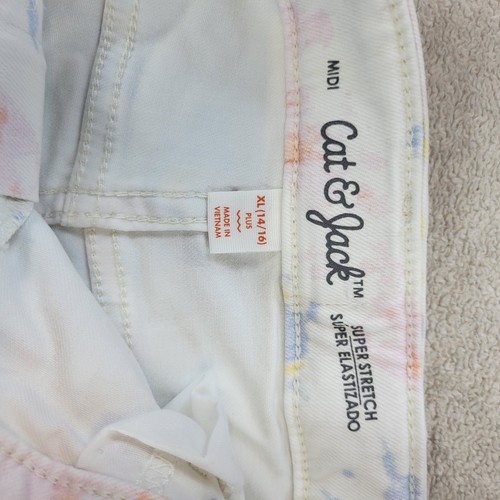 MIDI
Cat & Jack™
SUPER STRETCH
SÚPER ELASTIZADO
XL (14/16)
PLUS
MADE IN
VIETNAM